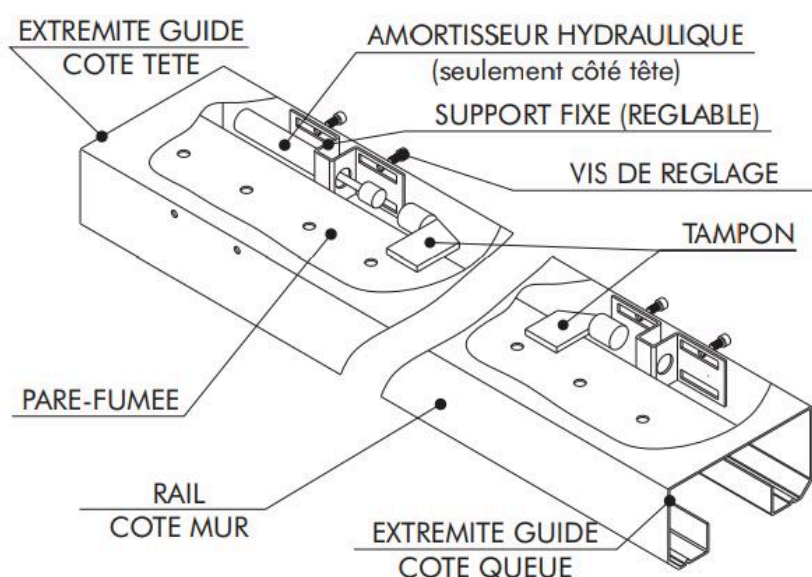 EXTREMITE GUIDE
COTE TETE
AMORTISSEUR HYDRAULIQUE
(seulement côté tête)
SUPPORT FIXE (REGLABLE)
VIS DE REGLAGE
TAMPON
PARE-FUMEE
RAIL
COTE MUR
EXTREMITE GUIDE
COTE QUEUE